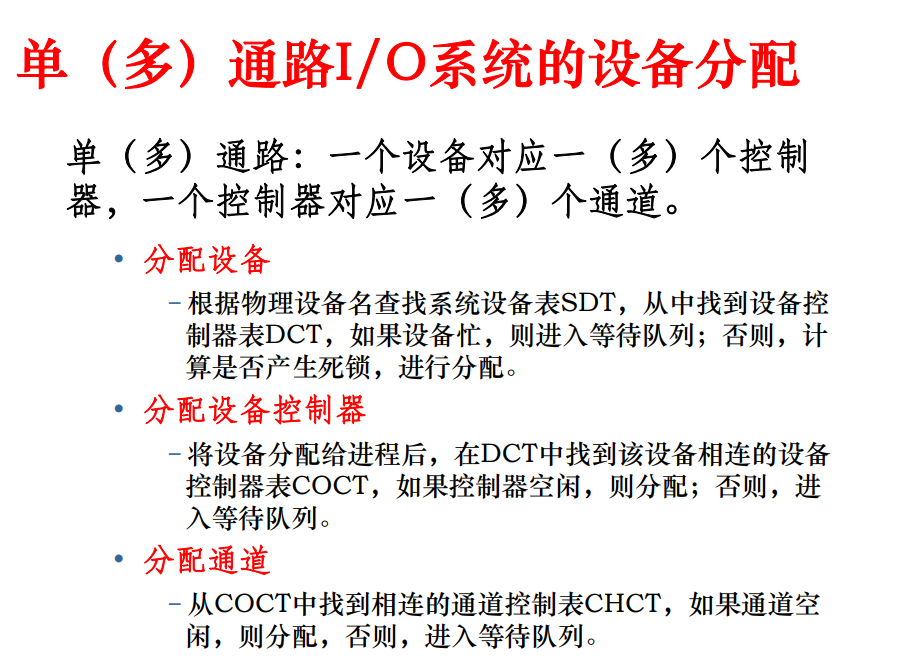 单（多）通路I/O系统的设备分配
单（多）通路：一个设备对应一（多）个控制
器，一个控制器对应一（多）个通道。
• 分配设备
–根据物理设备名查找系统设备表SDT，从中找到设备控
制器表DCT，如果设备忙，则进入等待队列；否则，计
算是否产生死锁，进行分配。
• 分配设备控制器
–将设备分配给进程后，在DCT中找到该设备相连的设备
控制器表COCT，如果控制器空闲，则分配；否则，进
入等待队列。
• 分配通道
–从COCT中找到相连的通道控制表CHCT，如果通道空
闲，则分配，否则，进入等待队列。